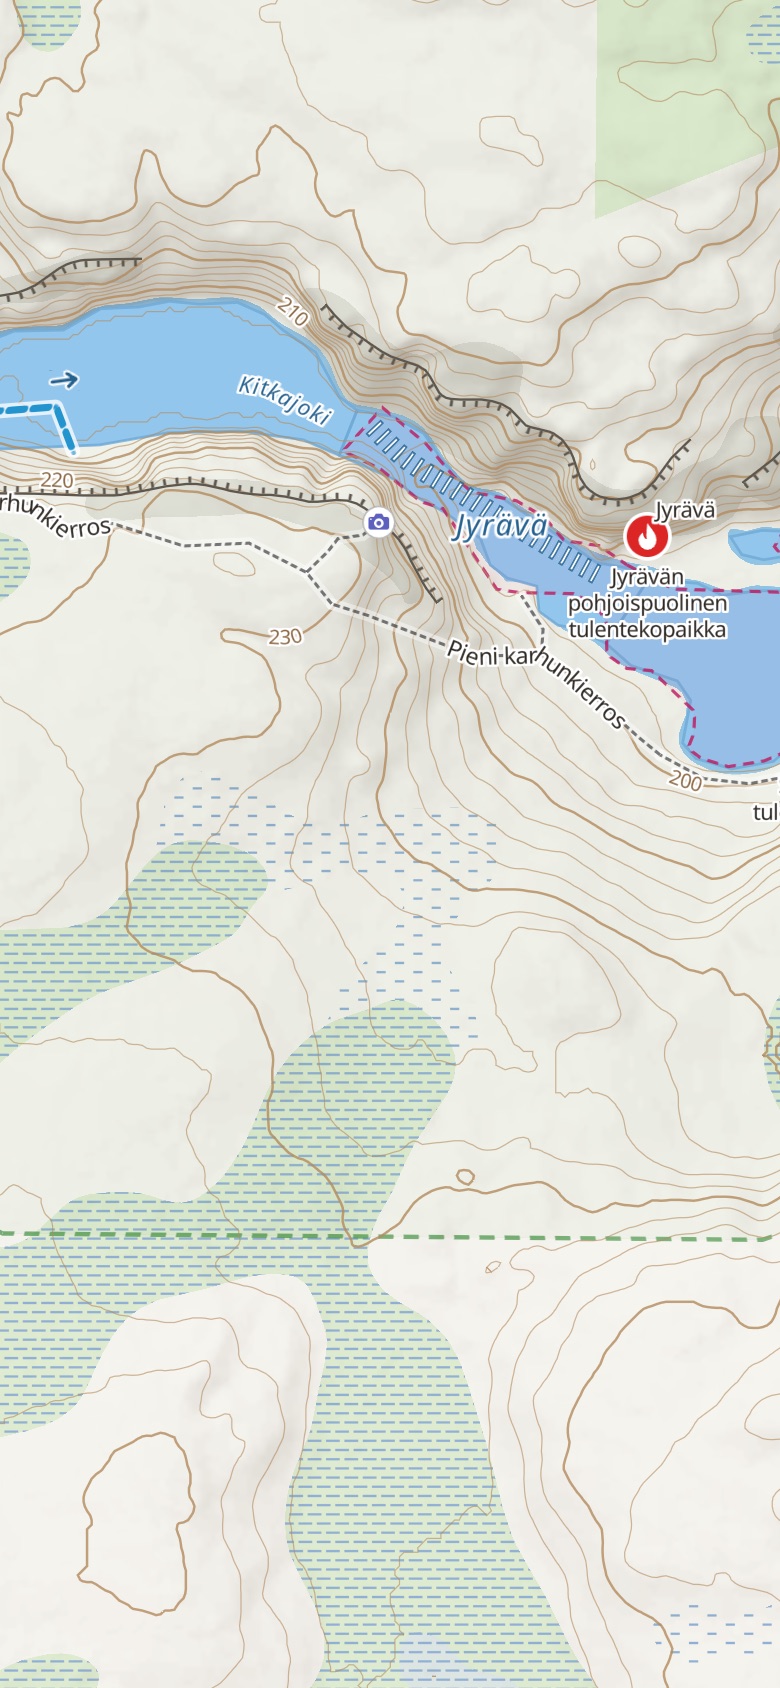 210
Kitkajoki
220
rhunkierros
Jyrävä
Jyrävä
Jyrävän
pohjoispuolinen
tulentekopaikka
230
Pieni-karhunkierros
200
tul